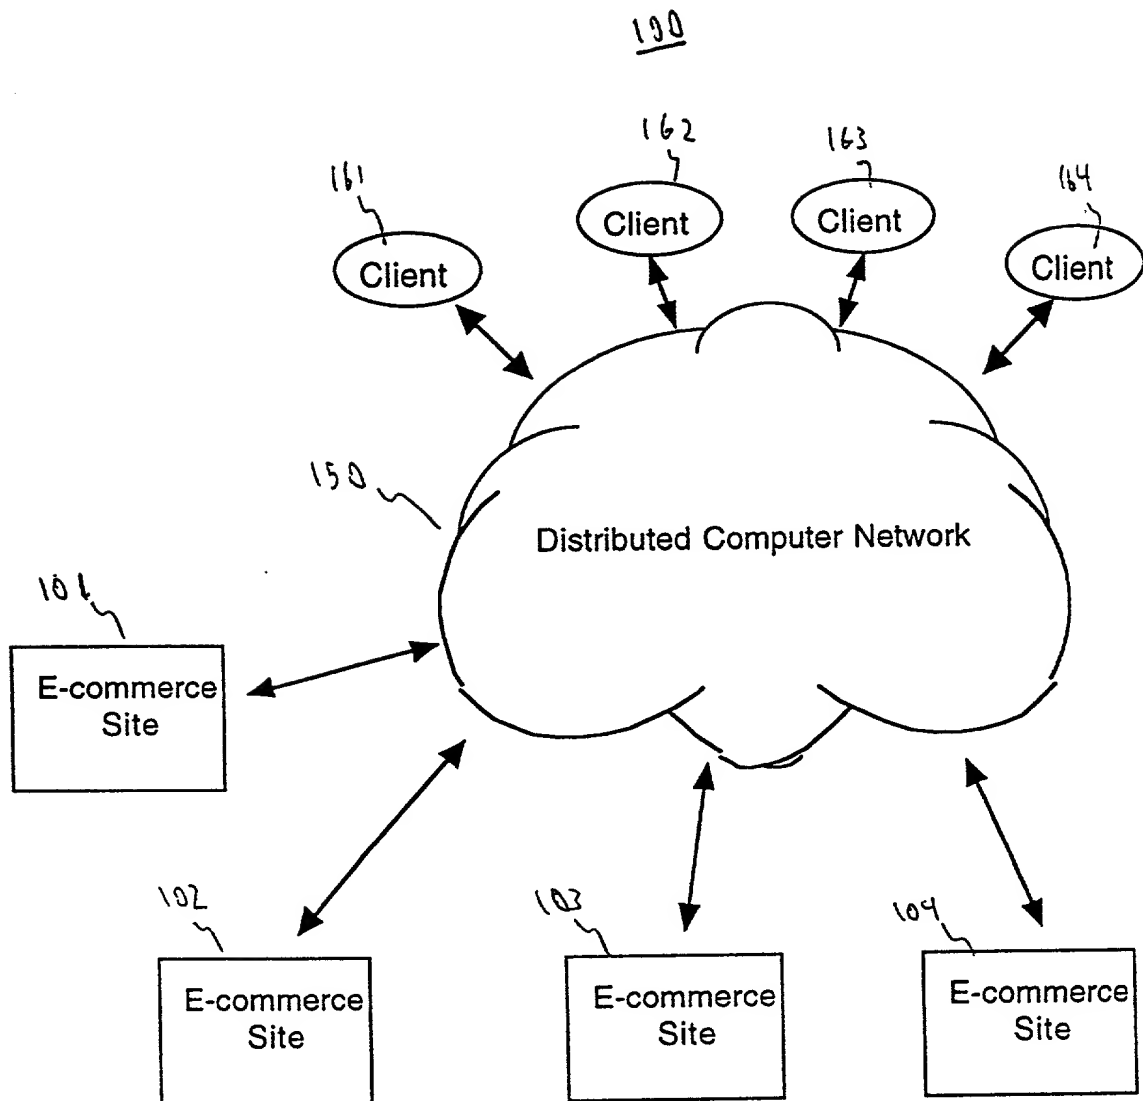 100
161
162
163
164
Client
Client
Client
Client
150
Distributed Computer Network
101
E-commerce
Site
102
103
104
E-commerce
Site
E-commerce
Site
E-commerce
Site